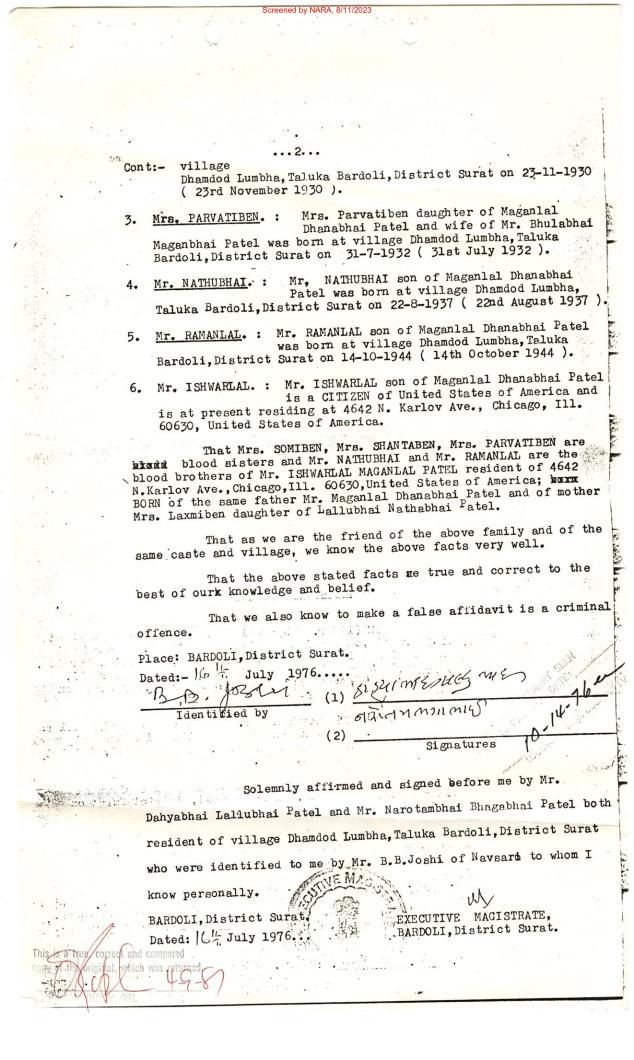 Screened by NARA, 8/11/2023
...2...
Cont:- village
Dhamdod Lumbha,Taluka Bardoli,District Surat on 23-11-1930
( 23rd November 1930 ).
3. Mrs. PARVATIBEN. : Mrs. Parvatiben daughter of Maganlal
Dhanabhai Patel and wife of Mr. Bhulabhai
Maganbhai Patel was born at village Dhamdod Lumbha,Taluka
Bardoli,District Surat on 31-7-1932 ( 31st July 1932 ).
4. Mr. NATHUBHAI. : Mr, NATHUBHAI son of Maganlal Dhanabhai
Patel was born at village Dhamdod Lumbha,
Taluka Bardoli,District Surat on 22-8-1937 ( 22nd August 1937 ).
5. Mr. RAMANLAL. : Mr. RAMANLAL son of Maganlal Dhanabhai Patel
was born at village Dhamdod Lumbha,Taluka
Bardoli,District Surat on 14-10-1944 ( 14th October 1944 ).
6. Mr. ISHWARLAL. : Mr. ISHWARLAL son of Maganlal Dhanabhai Patel
is a CITIZEN of United States of America and
is at present residing at 4642 N. Karlov Ave., Chicago, Ill.
60630, United States of America.
That Mrs. SOMIBEN, Mrs. SHANTABEN, Mrs. PARVATIBEN are
blood sisters and Mr. NATHUBHAI and Mr. RAMANLAL are the
blood brothers of Mr. ISHWARLAL MAGANLAL PATEL resident of 4642
N.Karlov Ave.,Chicago,Ill. 60630,United States of America;
BORN of the same father Mr. Maganlal Dhanabhai Patel and of mother
Mrs. Laxmiben daughter of Lallubhai Nathabhai Patel.
That as we are the friend of the above family and of the
same caste and village, we know the above facts very well.
That the above stated facts are true and correct to the
best of ourk knowledge and belief.
That we also know to make a false affidavit is a criminal
offence.
Place: BARDOLI,District Surat.
Dated:- 16th July 1976.....
B.B. Joshi (1)
Identified by
(2)
Signatures
10-14-76
Solemnly affirmed and signed before me by Mr.
Dahyabhai Lallubhai Patel and Mr. Narotambhai Bhagabhai Patel both
resident of village Dhamdod Lumbha,Taluka Bardoli,District Surat
who were identified to me by Mr. B.B.Joshi of Navsari to whom I
know personally.
EXECUTIVE MAGISTRATE
BARDOLI,District Surat. EXECUTIVE MAGISTRATE,
Dated: 16th July 1976... BARDOLI,District Surat.
This is a true, correct and compared
copy of the original, which was returned